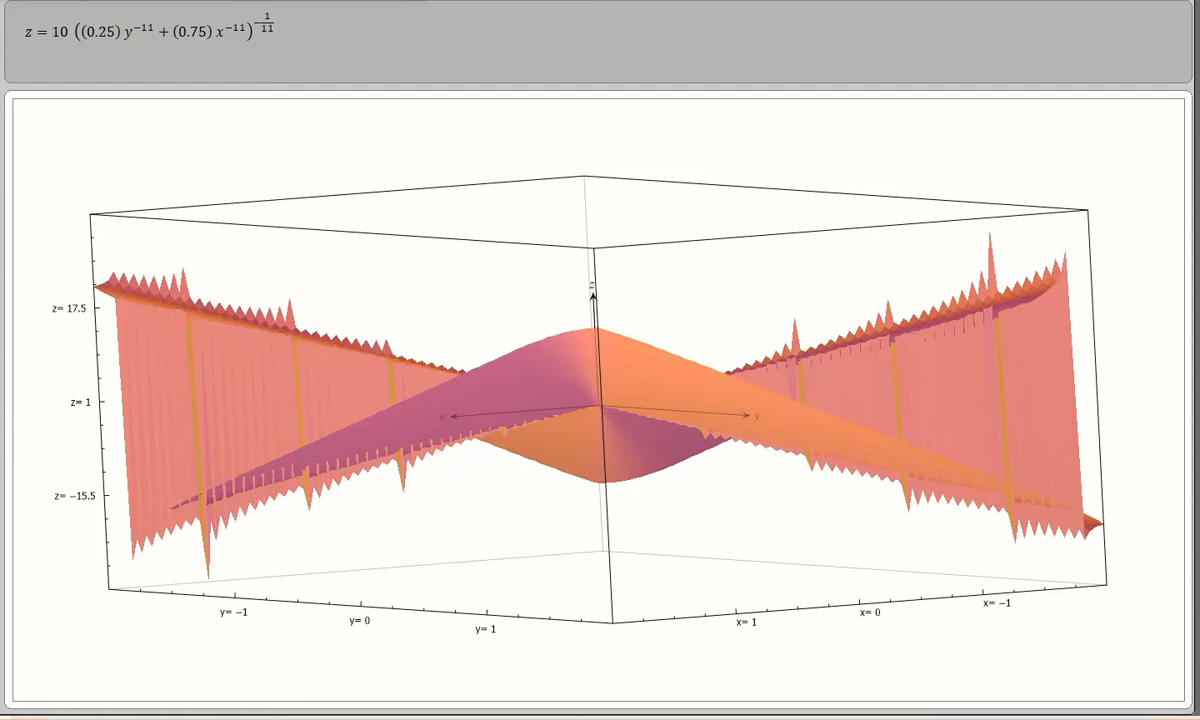 z = 10 ((0.25) y⁻¹¹ + (0.75) x⁻¹¹)^(-1/11)
z
z= 17.5
z= 1
x
y
z= −15.5
y= −1
y= 0
y= 1
x= 1
x= 0
x= −1